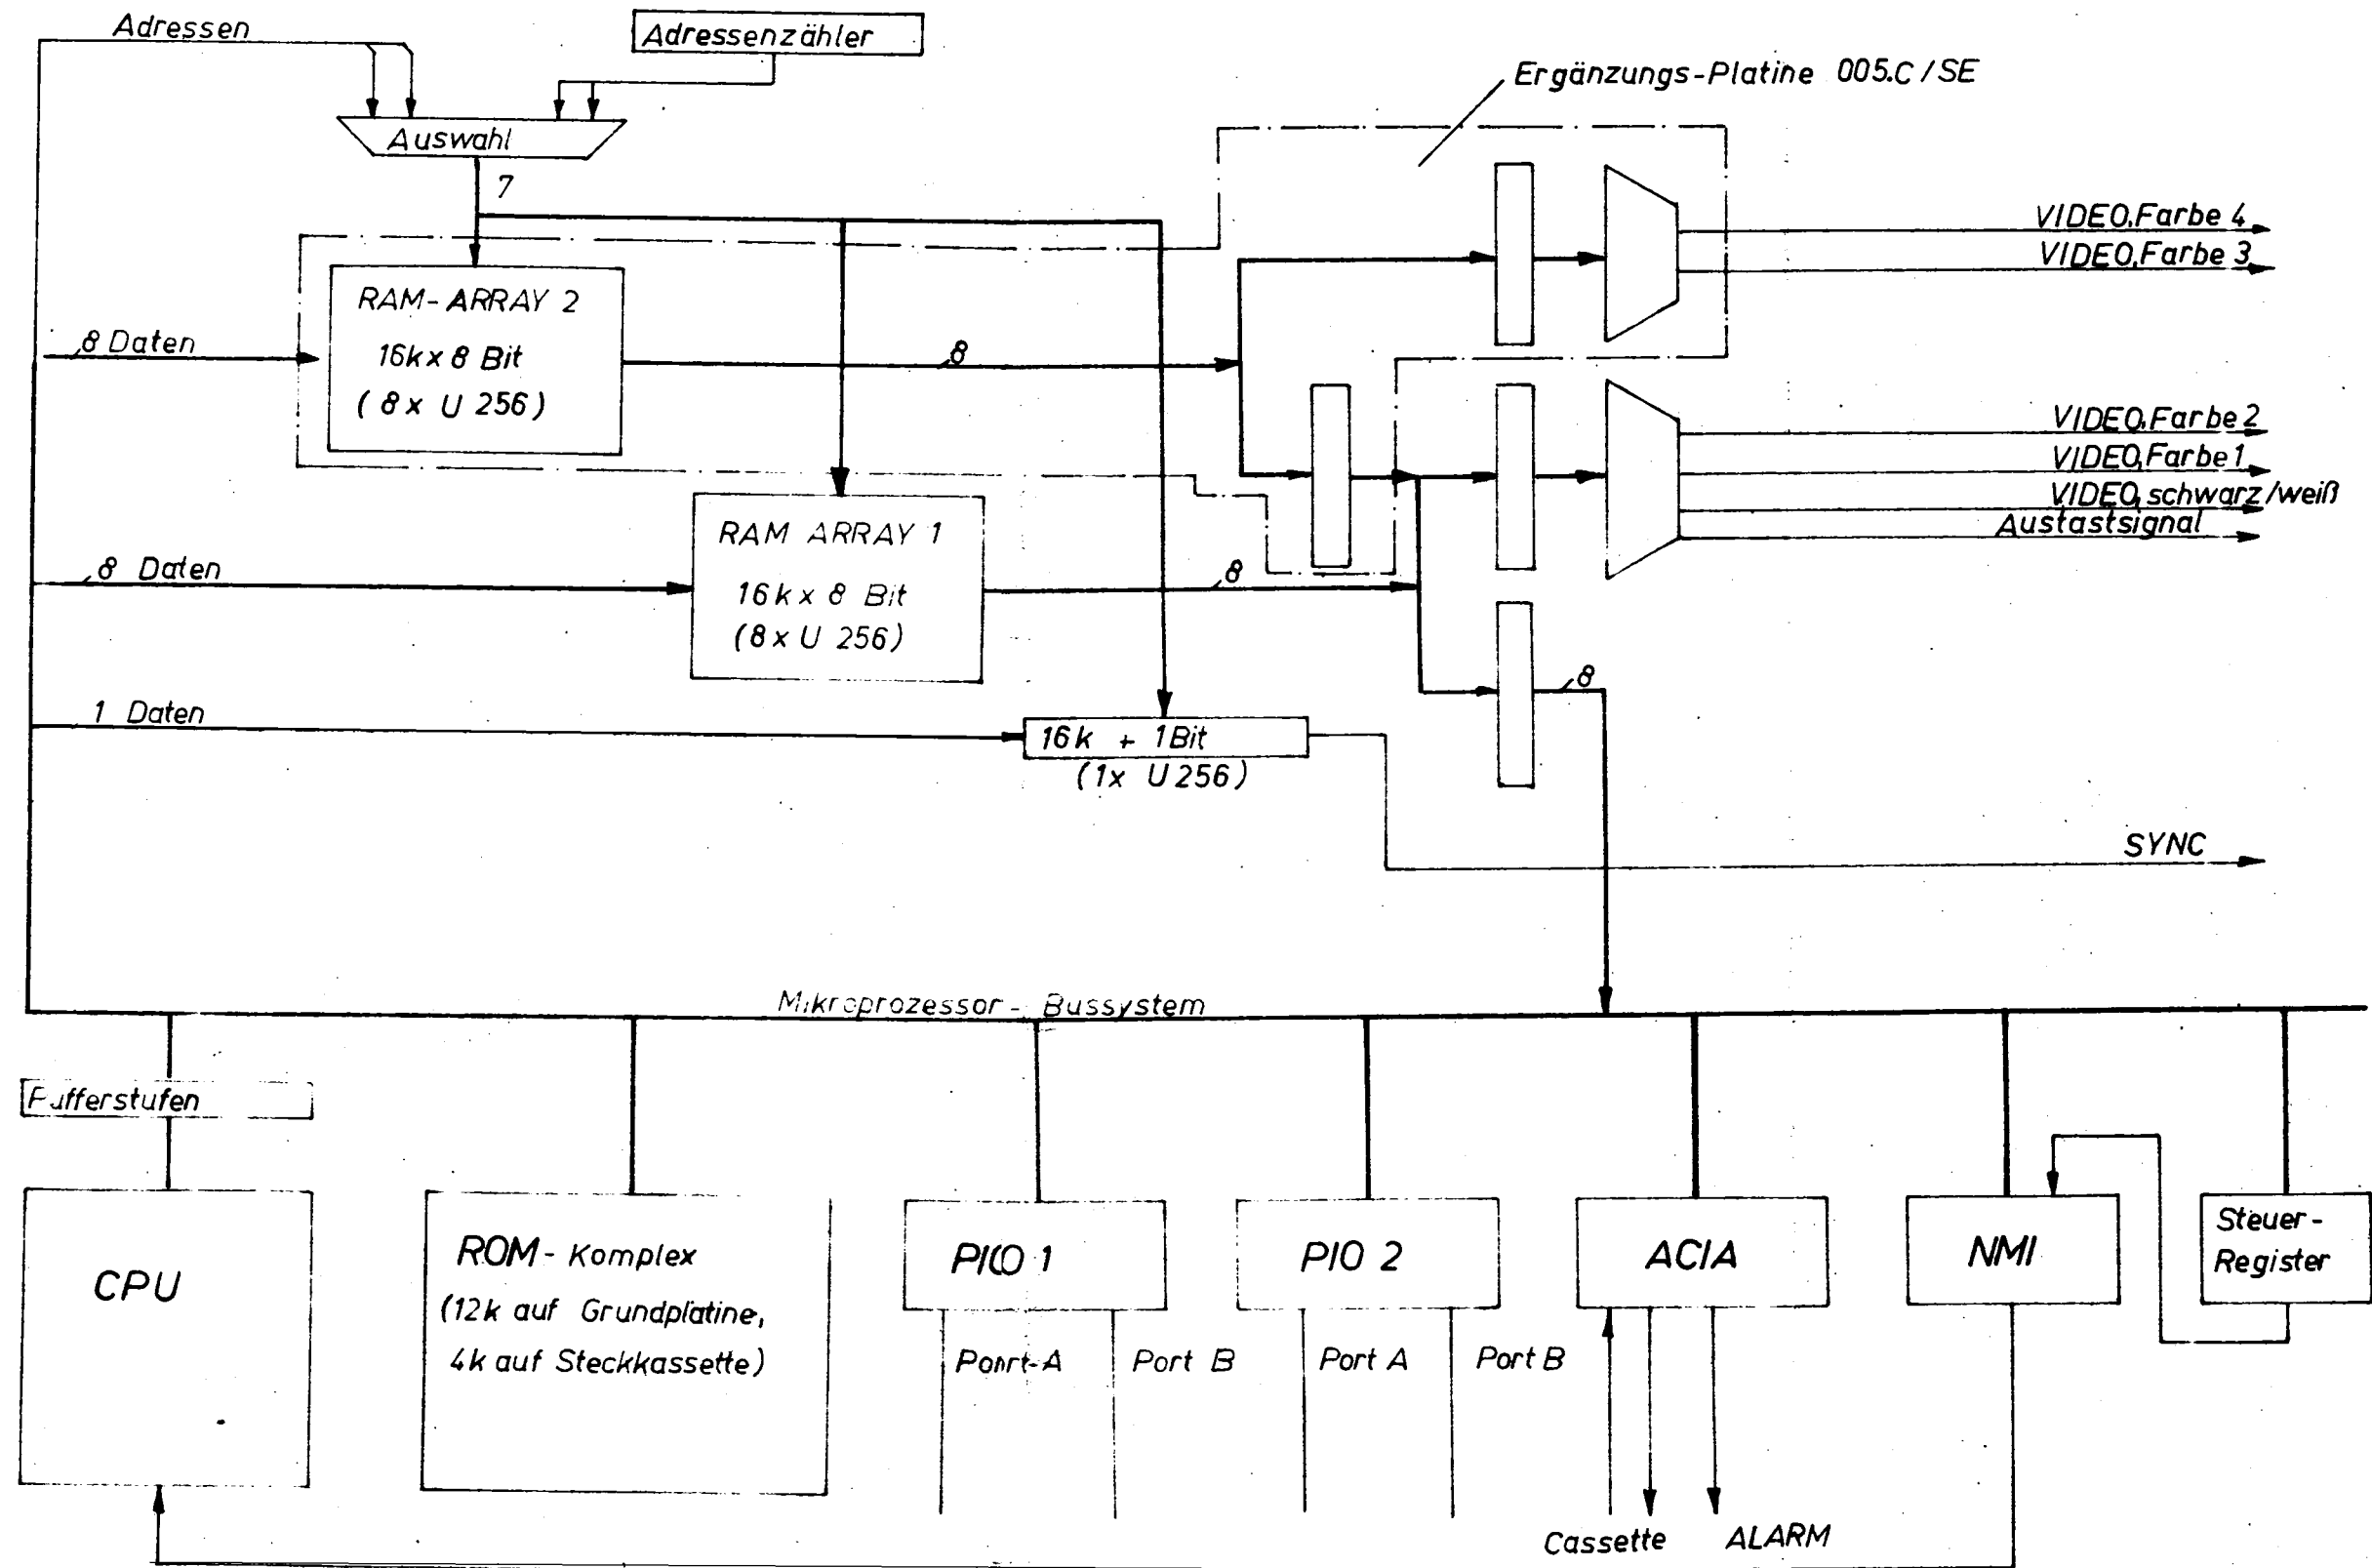 Adressen
Adressenzähler
Ergänzungs-Platine 005.C/SE
Auswahl
7
VIDEO,Farbe 4
VIDEO,Farbe 3
RAM-ARRAY 2
8 Daten
16k x 8 Bit
8
(8x U 256)
VIDEO,Farbe 2
VIDEO,Farbe 1
VIDEO, schwarz/weiß
Austastsignal
RAM ARRAY 1
8 Daten
16k x 8 Bit
8
(8x U 256)
8
1 Daten
16k + 1Bit
(1x U 256)
SYNC
Mikroprozessor - Bussystem
Pufferstufen
CPU
ROM-Komplex
(12k auf Grundplatine,
4k auf Steckkassette)
PIO 1
PIO 2
ACIA
NMI
Steuer-
Register
Port-A
Port B
Port A
Port B
Cassette
ALARM